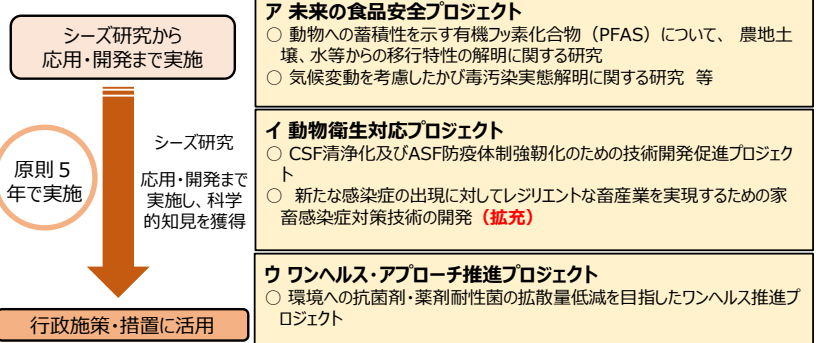 シーズ研究から
応用・開発まで実施
原則５
年で実施
シーズ研究
応用・開発まで
実施し、科学
的知見を獲得
行政施策・措置に活用
ア 未来の食品安全プロジェクト
○ 動物への蓄積性を示す有機フッ素化合物（PFAS）について、 農地土
壌、水等からの移行特性の解明に関する研究
○ 気候変動を考慮したかび毒汚染実態解明に関する研究 等
イ 動物衛生対応プロジェクト
○ CSF清浄化及びASF防疫体制強靭化のための技術開発促進プロジェク
ト
○ 新たな感染症の出現に対してレジリエントな畜産業を実現するための家
畜感染症対策技術の開発（拡充）
ウ ワンヘルス・アプローチ推進プロジェクト
○ 環境への抗菌剤・薬剤耐性菌の拡散量低減を目指したワンヘルス推進プ
ロジェクト